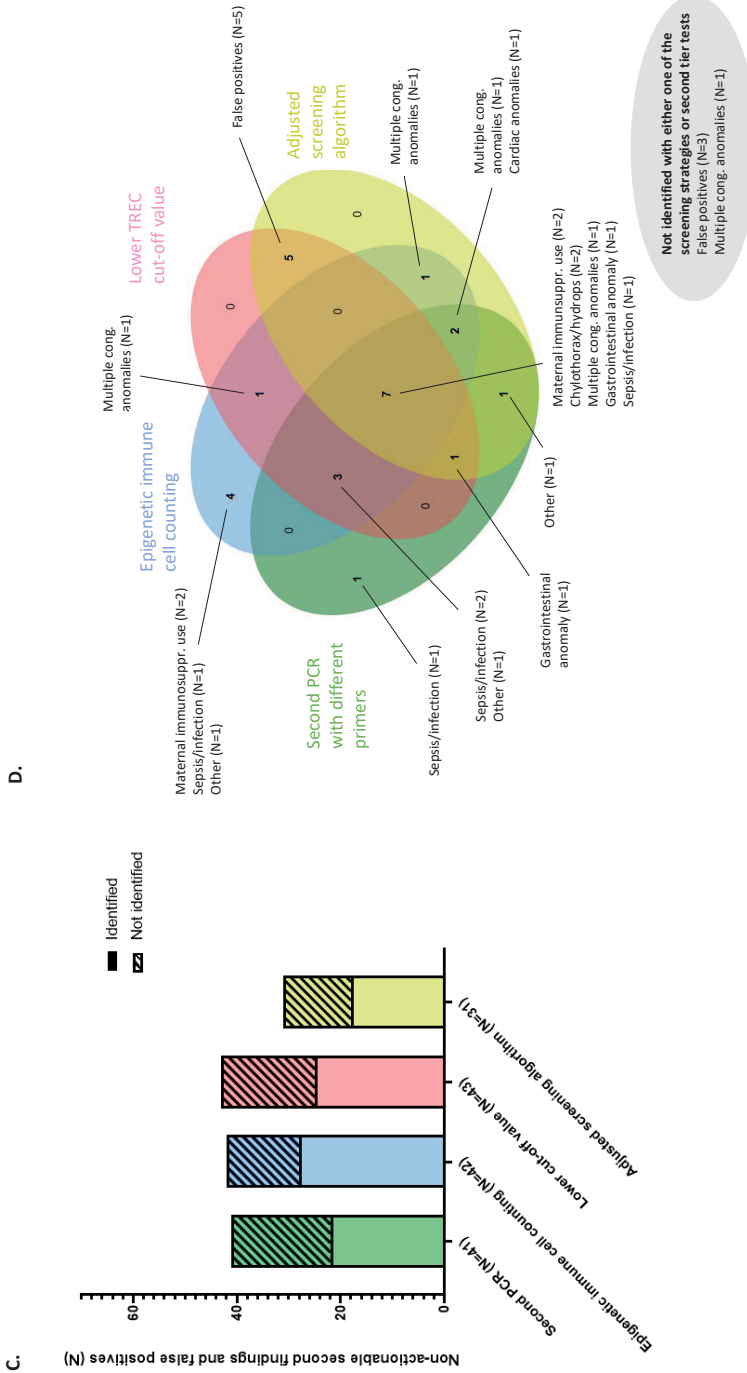 C.
Non-actionable second findings and false positives (N)
60
40
20
0
Identified
Not identified
Second PCR (N=41)
Epigenetic immune cell counting (N=42)
Lower cut-off value (N=43)
Adjusted screening algortihm (N=31)
D.
Maternal immunosuppr. use (N=2)
Sepsis/infection (N=1)
Other (N=1)
Multiple cong.
anomalies (N=1)
False positives (N=5)
Epigenetic immune
cell counting
Lower TREC
cut-off value
Second PCR
with different
primers
Adjusted
screening
algorithm
4
1
0
5
0
0
3
0
7
1
0
1
0
1
2
1
Sepsis/infection (N=1)
Sepsis/infection (N=2)
Other (N=1)
Gastrointestinal
anomaly (N=1)
Other (N=1)
Maternal immunsuppr. use (N=2)
Chylothorax/hydrops (N=2)
Multiple cong. anomalies (N=1)
Gastrointestinal anomaly (N=1)
Sepsis/infection (N=1)
Multiple cong.
anomalies (N=1)
Cardiac anomalies (N=1)
Multiple cong.
anomalies (N=1)
Not identified with either one of the
screening strategies or second tier tests
False positives (N=3)
Multiple cong. anomalies (N=1)